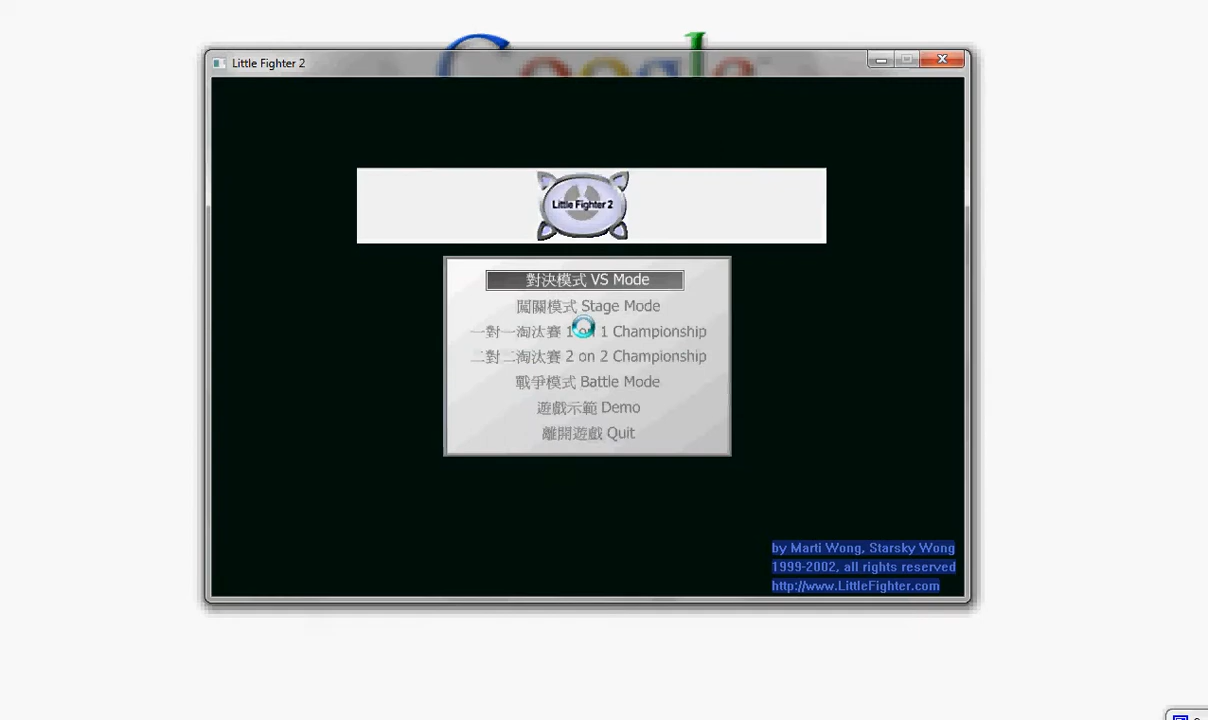 Google
Little Fighter 2
Little Fighter 2
對決模式 VS Mode
闖關模式 Stage Mode
一對一淘汰賽 1 on 1 Championship
二對二淘汰賽 2 on 2 Championship
戰爭模式 Battle Mode
遊戲示範 Demo
離開遊戲 Quit
by Marti Wong, Starsky Wong
1999-2002, all rights reserved
http://www.LittleFighter.com